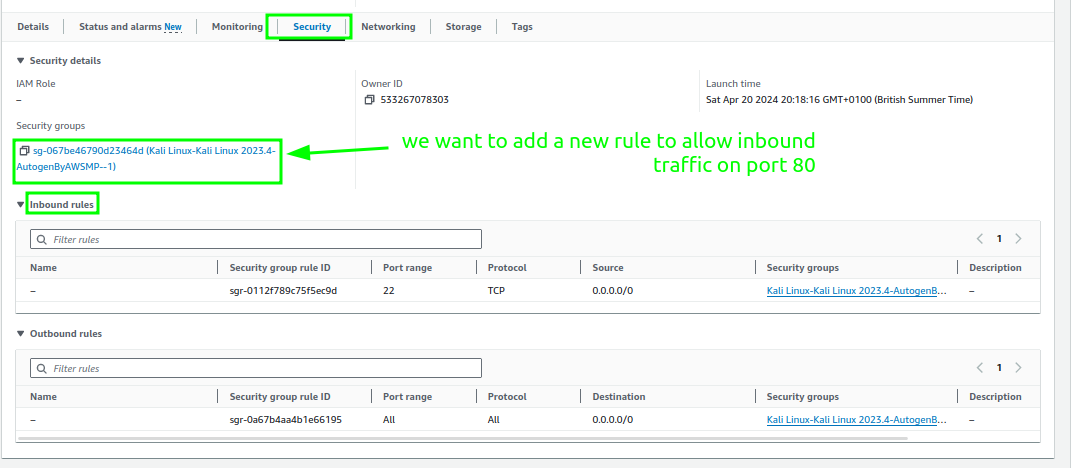 Details Status and alarms New Monitoring Security Networking Storage Tags
▼ Security details
IAM Role Owner ID Launch time
– 533267078303 Sat Apr 20 2024 20:18:16 GMT+0100 (British Summer Time)
Security groups
sg-067be46790d23464d (Kali Linux-Kali Linux 2023.4-
AutogenByAWSMP--1)
we want to add a new rule to allow inbound
traffic on port 80
▼ Inbound rules
Filter rules 1
Name Security group rule ID Port range Protocol Source Security groups Description
– sgr-0112f789c75f5ec9d 22 TCP 0.0.0.0/0 Kali Linux-Kali Linux 2023.4-AutogenB... –
▼ Outbound rules
Filter rules 1
Name Security group rule ID Port range Protocol Destination Security groups Description
– sgr-0a67b4aa4b1e66195 All All 0.0.0.0/0 Kali Linux-Kali Linux 2023.4-AutogenB... –